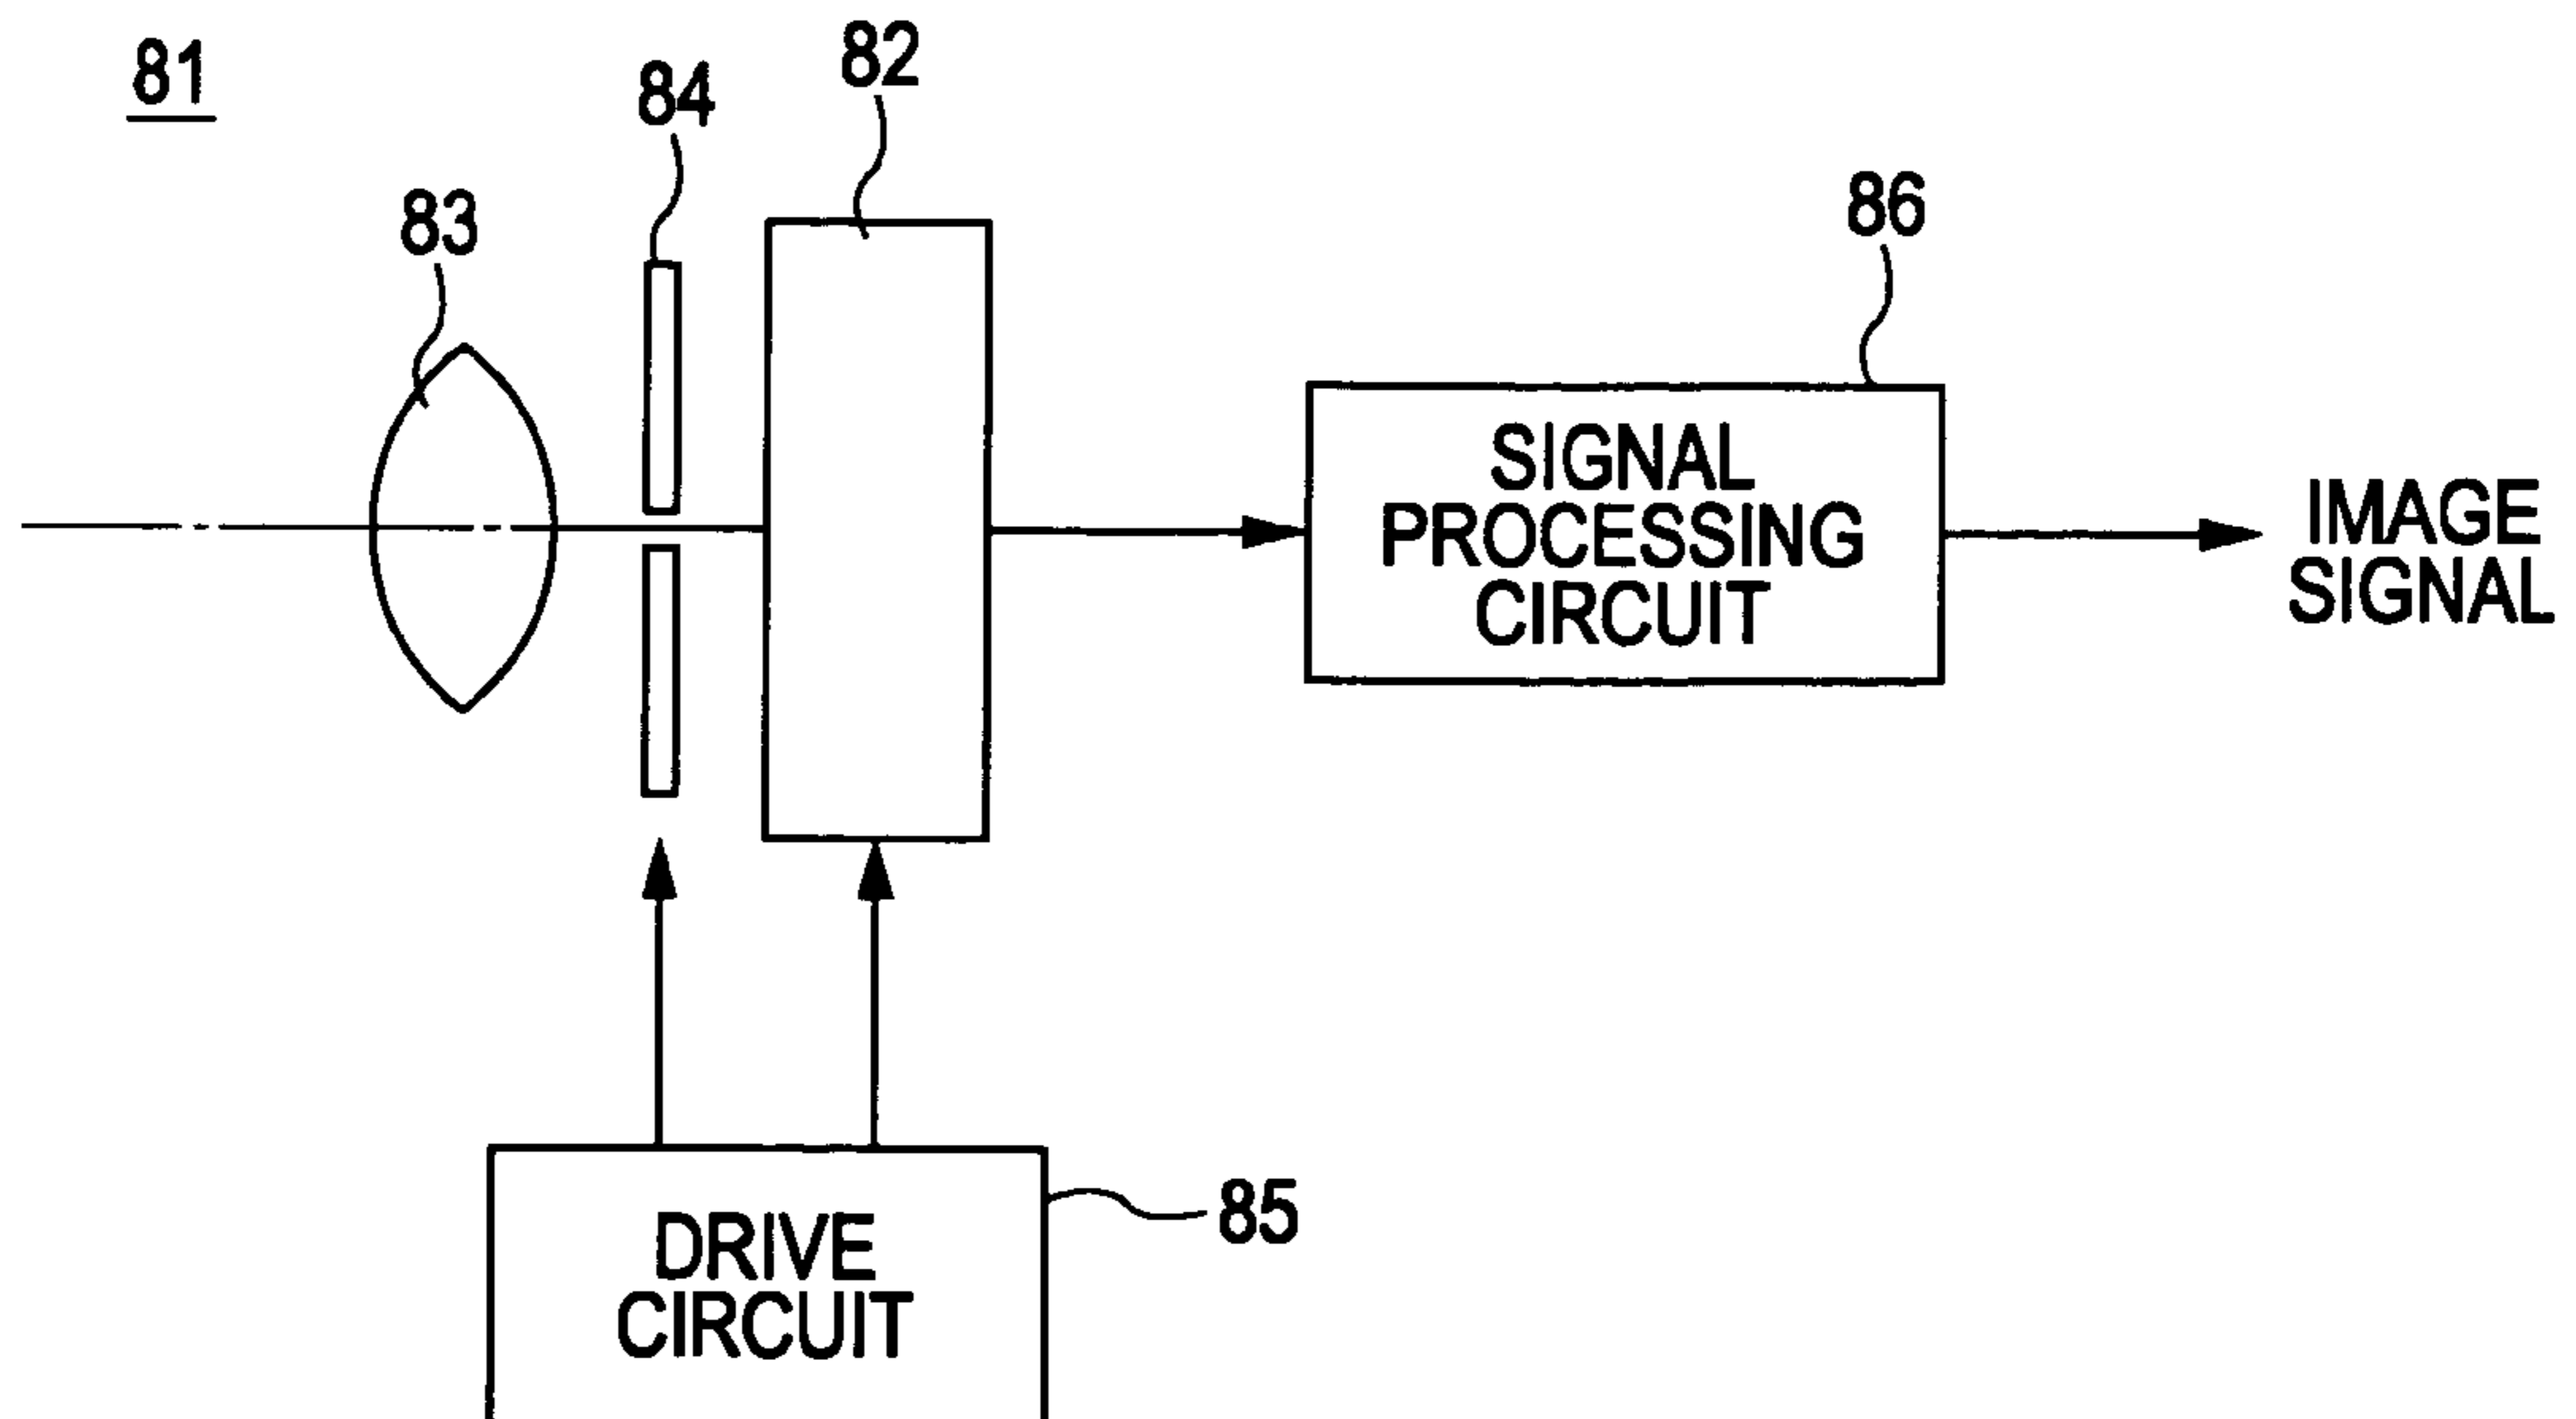 81
82
84
83
86
SIGNAL
PROCESSING
CIRCUIT
IMAGE
SIGNAL
85
DRIVE
CIRCUIT